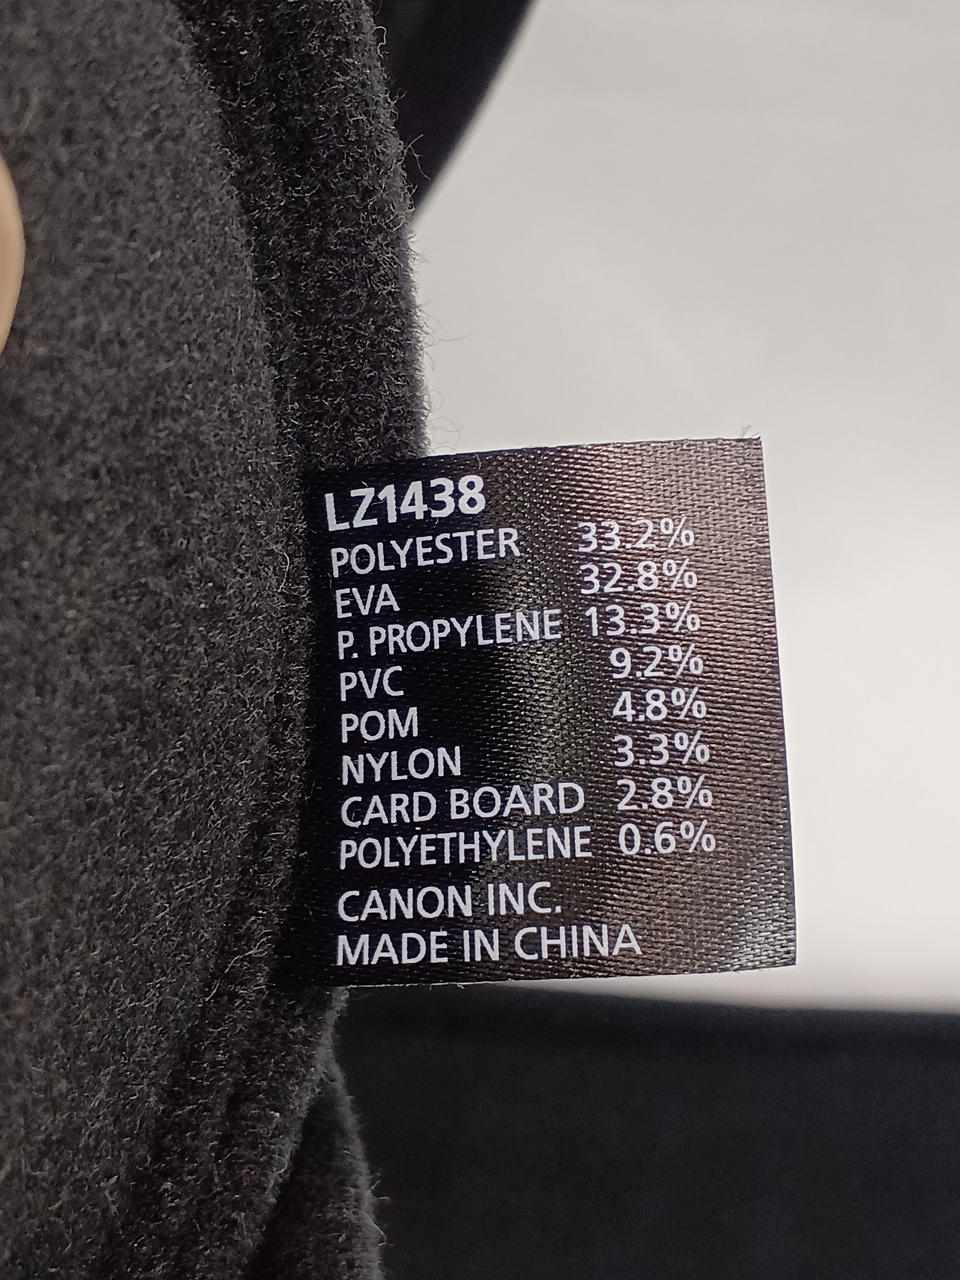 LZ1438
POLYESTER 33.2%
EVA 32.8%
P. PROPYLENE 13.3%
PVC 9.2%
POM 4.8%
NYLON 3.3%
CARD BOARD 2.8%
POLYETHYLENE 0.6%
CANON INC.
MADE IN CHINA